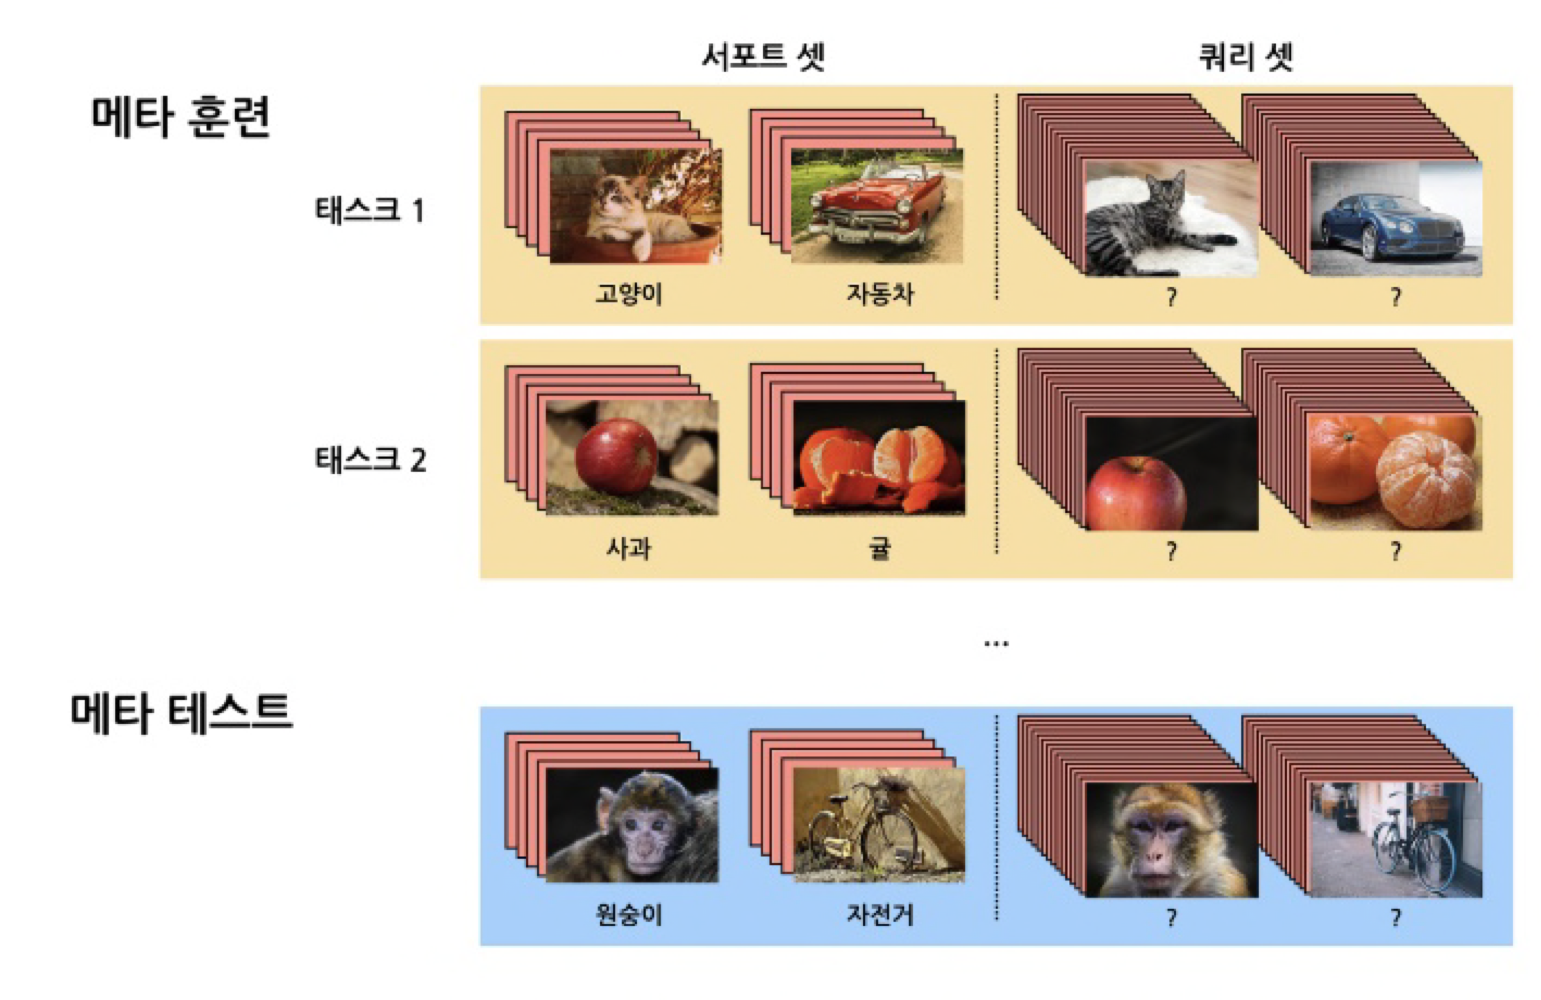 서포트 셋 쿼리 셋
메타 훈련
태스크 1
고양이 자동차 ? ?
태스크 2
사과 귤 ? ?
...
메타 테스트
원숭이 자전거 ? ?